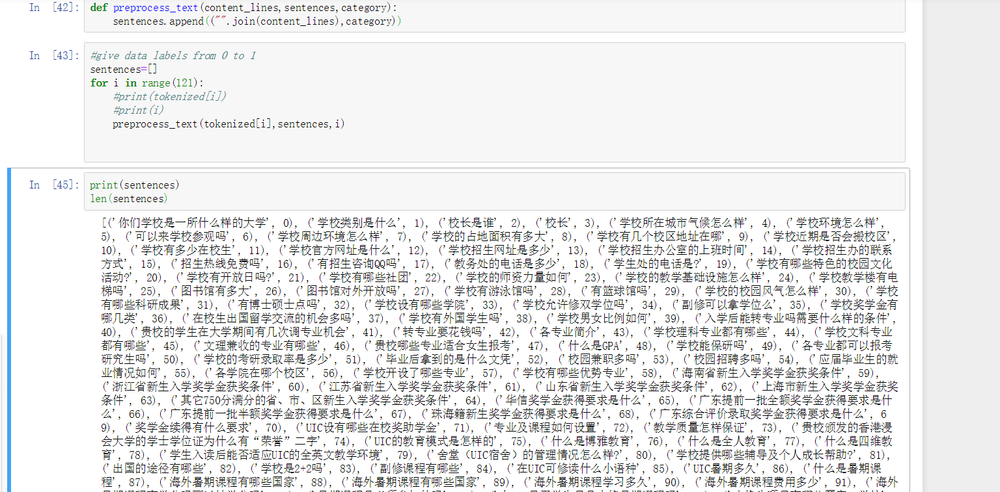 In [42]: def preprocess_text(content_lines,sentences,category):
    sentences.append(("".join(content_lines),category))
In [43]: #give data labels from 0 to 1
sentences=[]
for i in range(121):
    #print(tokenized[i])
    #print(i)
    preprocess_text(tokenized[i],sentences,i)
In [45]: print(sentences)
len(sentences)
[('你们学校是一所什么样的大学', 0), ('学校类别是什么', 1), ('校长是谁', 2), ('校长', 3), ('学校所在城市气候怎么样', 4), ('学校环境怎么样',
5), ('可以来学校参观吗', 6), ('学校周边环境怎么样', 7), ('学校的占地面积有多大', 8), ('学校有几个校区地址在哪', 9), ('学校近期是否会搬校区',
10), ('学校有多少在校生', 11), ('学校官方网址是什么', 12), ('学校招生网址是多少', 13), ('学校招生办公室的上班时间', 14), ('学校招生办的联系
方式', 15), ('招生热线免费吗', 16), ('有招生咨询QQ吗', 17), ('教务处的电话是多少', 18), ('学生处的电话是?', 19), ('学校有哪些特色的校园文化
活动?', 20), ('学校有开放日吗?', 21), ('学校有哪些社团', 22), ('学校的师资力量如何', 23), ('学校的教学基础设施怎么样', 24), ('学校教学楼有电
梯吗', 25), ('图书馆有多大', 26), ('图书馆对外开放吗', 27), ('学校有游泳馆吗', 28), ('有篮球馆吗', 29), ('学校的校园风气怎么样', 30), ('学校
有哪些科研成果', 31), ('有博士硕士点吗', 32), ('学校设有哪些学院', 33), ('学校允许修双学位吗', 34), ('副修可以拿学位么', 35), ('学校奖学金有
哪几类', 36), ('在校生出国留学交流的机会多吗', 37), ('学校有外国学生吗', 38), ('学校男女比例如何', 39), ('入学后能转专业吗需要什么样的条件',
40), ('贵校的学生在大学期间有几次调专业机会', 41), ('转专业要花钱吗', 42), ('各专业简介', 43), ('学校理科专业都有哪些', 44), ('学校文科专业
都有哪些', 45), ('文理兼收的专业有哪些', 46), ('贵校哪些专业适合女生报考', 47), ('什么是GPA', 48), ('学校能保研吗', 49), ('各专业都可以报考
研究生吗', 50), ('学校的考研录取率是多少', 51), ('毕业后拿到的是什么文凭', 52), ('校园兼职多吗', 53), ('校园招聘多吗', 54), ('应届毕业生的就
业情况如何', 55), ('各学院在哪个校区', 56), ('学校开设了哪些专业', 57), ('学校有哪些优势专业', 58), ('海南省新生入学奖学金获奖条件', 59),
('浙江省新生入学奖学金获奖条件', 60), ('江苏省新生入学奖学金获奖条件', 61), ('山东省新生入学奖学金获奖条件', 62), ('上海市新生入学奖学金获奖
条件', 63), ('其它750分满分的省、市、区新生入学奖学金获奖条件', 64), ('华信奖学金获得要求是什么', 65), ('广东提前一批全额奖学金获得要求是什
么', 66), ('广东提前一批半额奖学金获得要求是什么', 67), ('珠海籍新生奖学金获得要求是什么', 68), ('广东综合评价录取奖学金获得要求是什么', 6
9), ('奖学金续得有什么要求', 70), ('UIC设有哪些在校奖助学金', 71), ('专业及课程如何设置', 72), ('教学质量怎样保证', 73), ('贵校颁发的香港浸
会大学的学士学位证为什么有“荣誉”二字', 74), ('UIC的教育模式是怎样的', 75), ('什么是博雅教育', 76), ('什么是全人教育', 77), ('什么是四维教
育', 78), ('学生入读后能否适应UIC的全英文教学环境', 79), ('舍堂（UIC宿舍）的管理情况怎么样?', 80), ('学校提供哪些辅导及个人成长帮助?', 81),
('出国的途径有哪些', 82), ('学校是2+2吗', 83), ('副修课程有哪些', 84), ('在UIC可修读什么小语种', 85), ('UIC暑期多久', 86), ('什么是暑期课
程', 87), ('海外暑期课程有哪些国家', 88), ('海外暑期课程有哪些国家', 89), ('海外暑期课程学习多久', 90), ('海外暑期课程费用多少', 91), ('海外